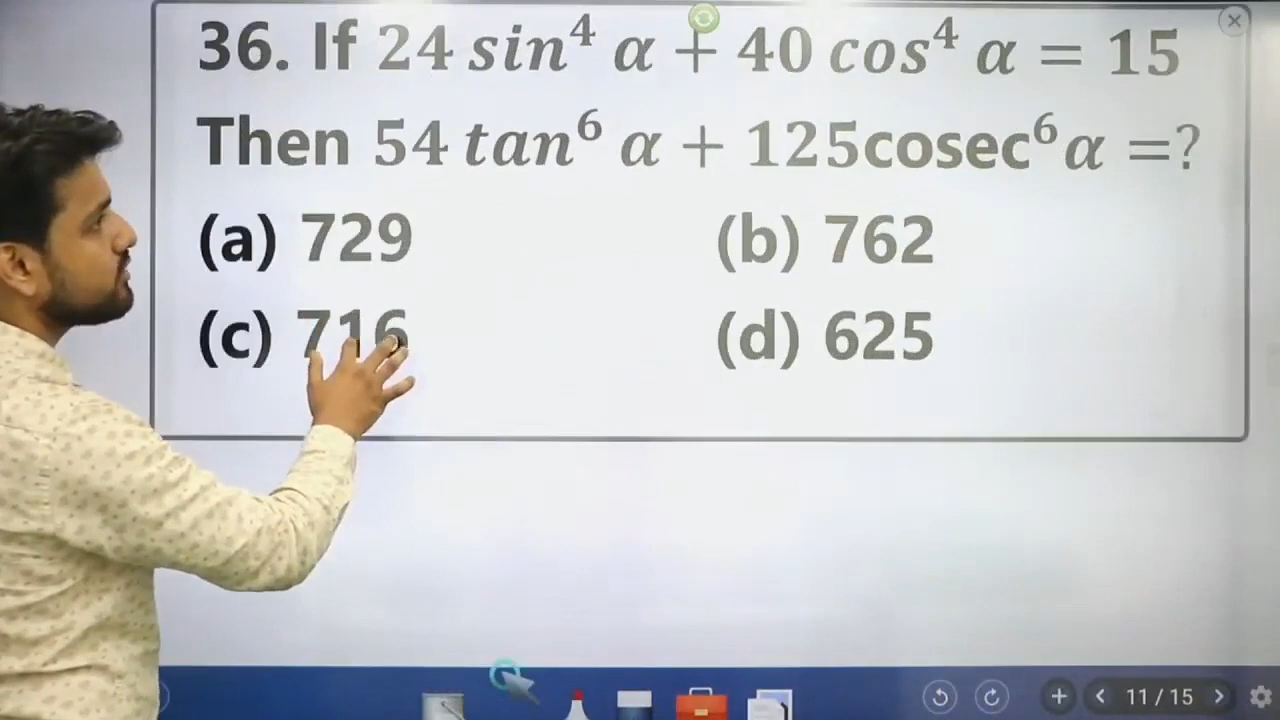 36. If 24 sin⁴ α + 40 cos⁴ α = 15
Then 54 tan⁶ α + 125cosec⁶α =?
(a) 729 (b) 762
(c) 716 (d) 625
11 / 15